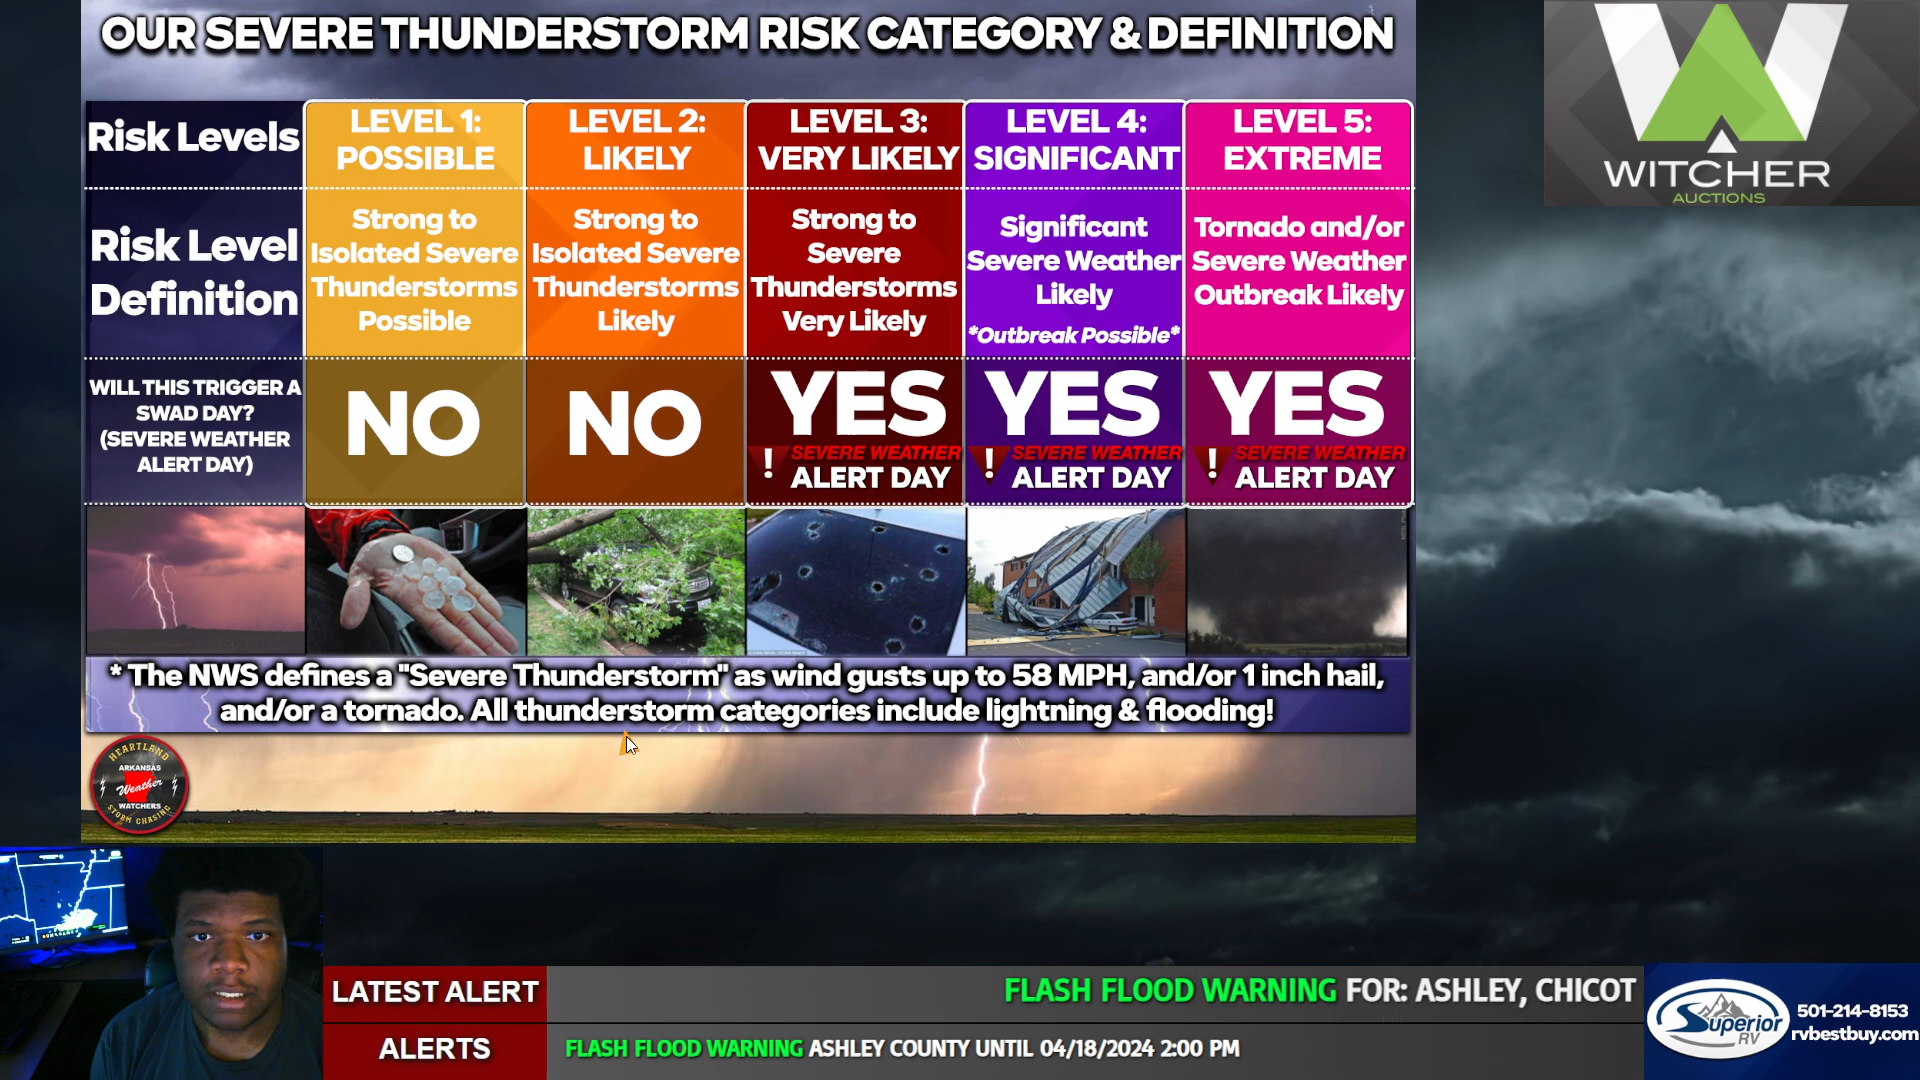 OUR SEVERE THUNDERSTORM RISK CATEGORY & DEFINITION
Risk Levels
LEVEL 1:
POSSIBLE
LEVEL 2:
LIKELY
LEVEL 3:
VERY LIKELY
LEVEL 4:
SIGNIFICANT
LEVEL 5:
EXTREME
Risk Level
Definition
Strong to
Isolated Severe
Thunderstorms
Possible
Strong to
Isolated Severe
Thunderstorms
Likely
Strong to
Severe
Thunderstorms
Very Likely
Significant
Severe Weather
Likely
*Outbreak Possible*
Tornado and/or
Severe Weather
Outbreak Likely
WILL THIS TRIGGER A
SWAD DAY?
(SEVERE WEATHER
ALERT DAY)
NO
NO
YES
! SEVERE WEATHER
ALERT DAY
YES
! SEVERE WEATHER
ALERT DAY
YES
! SEVERE WEATHER
ALERT DAY
* The NWS defines a "Severe Thunderstorm" as wind gusts up to 58 MPH, and/or 1 inch hail,
and/or a tornado. All thunderstorm categories include lightning & flooding!
HEARTLAND
ARKANSAS
Weather
WATCHERS
STORM CHASING
WITCHER
AUCTIONS
LATEST ALERT
FLASH FLOOD WARNING FOR: ASHLEY, CHICOT
ALERTS
FLASH FLOOD WARNING ASHLEY COUNTY UNTIL 04/18/2024 2:00 PM
Superior
RV
501-214-8153
rvbestbuy.com